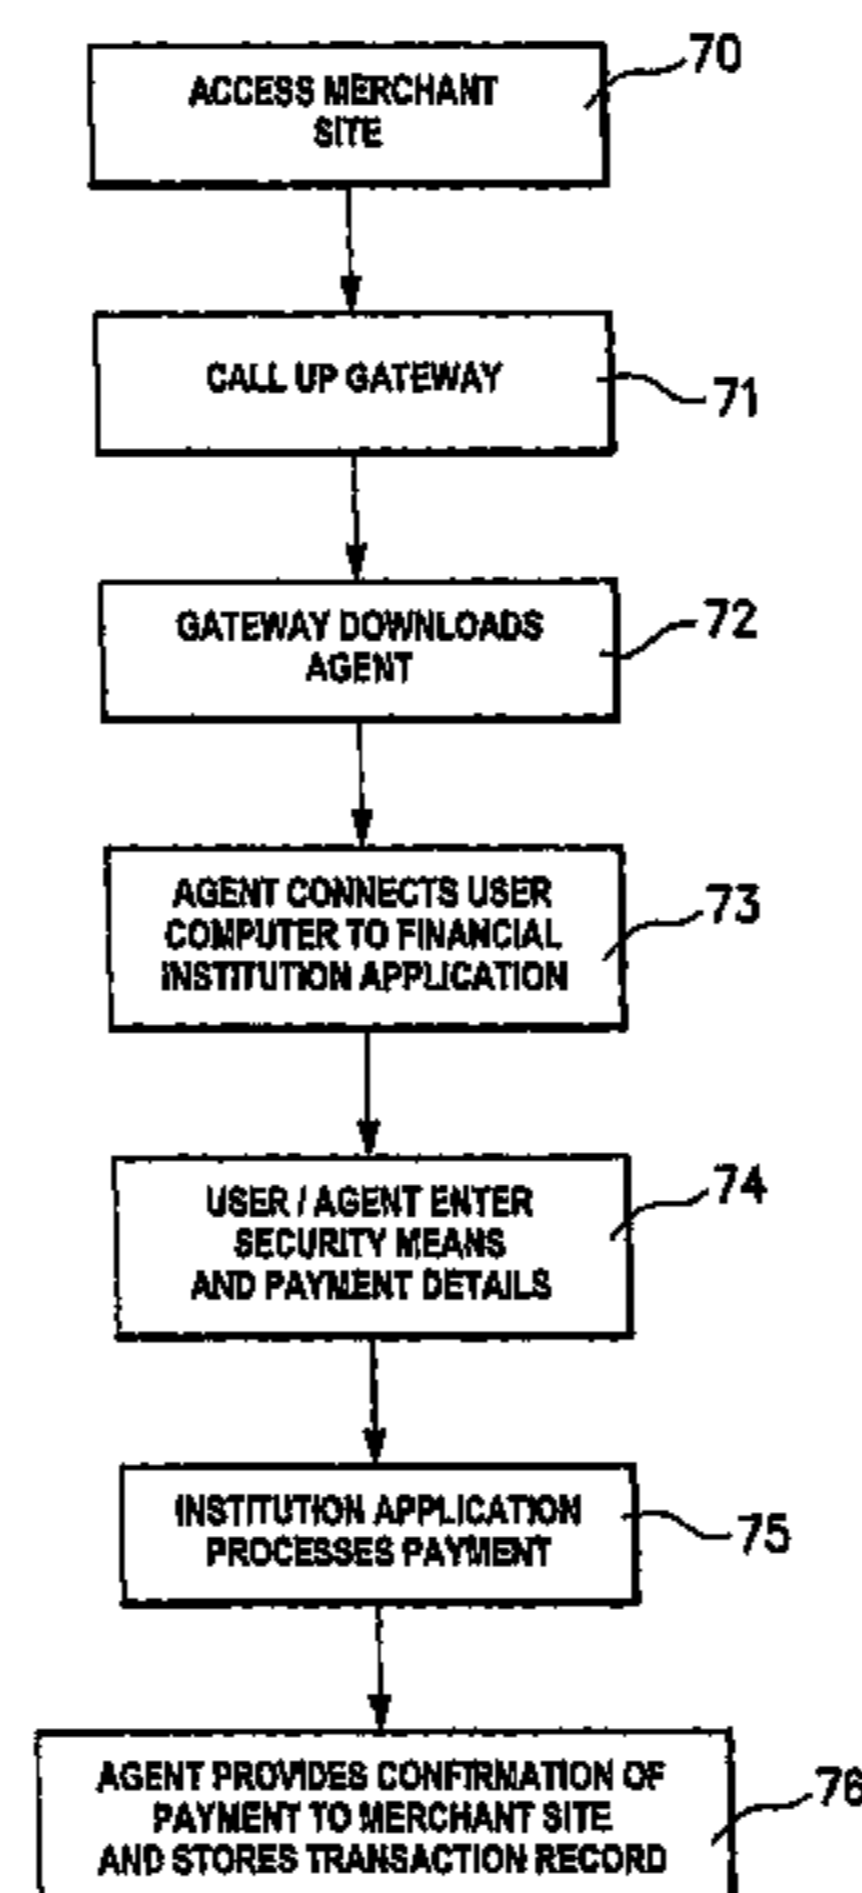 ACCESS MERCHANT
SITE
70
CALL UP GATEWAY
71
GATEWAY DOWNLOADS
AGENT
72
AGENT CONNECTS USER
COMPUTER TO FINANCIAL
INSTITUTION APPLICATION
73
USER / AGENT ENTER
SECURITY MEANS
AND PAYMENT DETAILS
74
INSTITUTION APPLICATION
PROCESSES PAYMENT
75
AGENT PROVIDES CONFIRMATION OF
PAYMENT TO MERCHANT SITE
AND STORES TRANSACTION RECORD
76